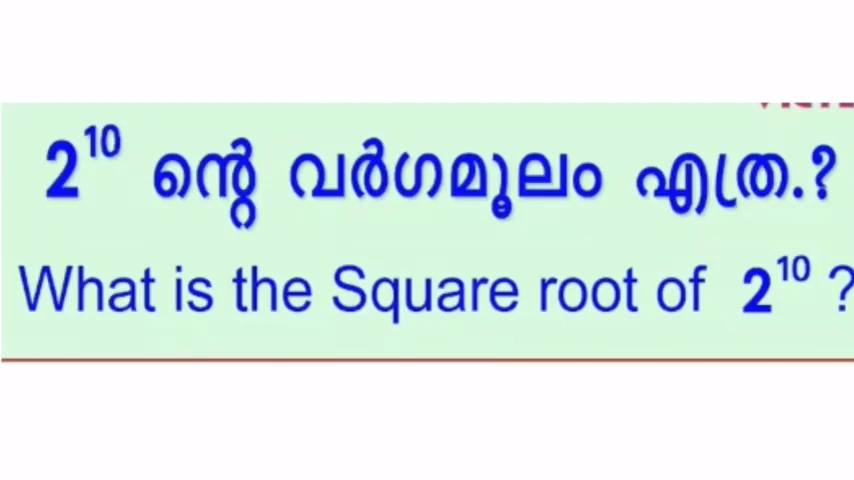 2¹⁰ ന്റെ വർഗമൂലം എത്ര.?
What is the Square root of 2¹⁰ ?